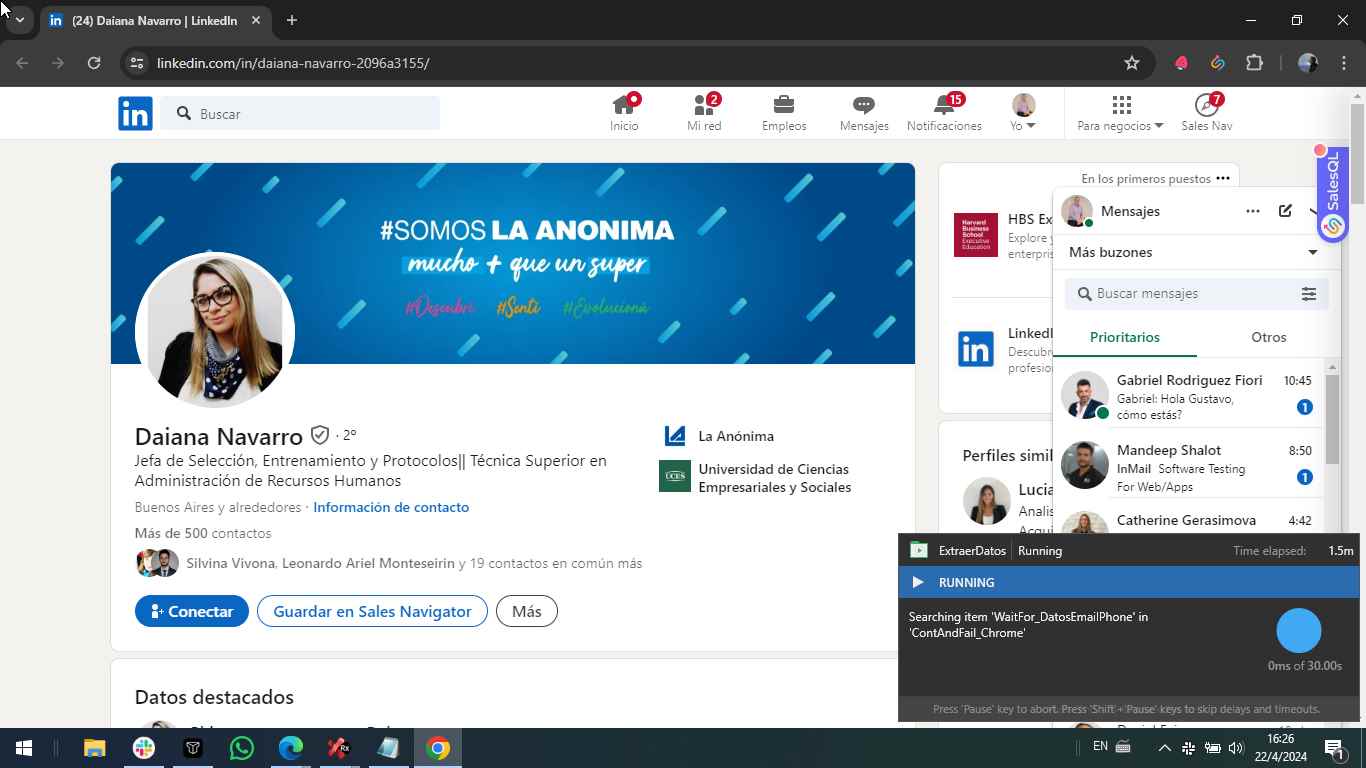 (24) Daiana Navarro | LinkedIn
linkedin.com/in/daiana-navarro-2096a3155/
in
Buscar
2
15
7
Inicio
Mi red
Empleos
Mensajes
Notificaciones
Yo
Para negocios
Sales Nav
#SOMOS LA ANONIMA
mucho + que un super
#Descubrí #Sentí #Evolucioná
Daiana Navarro · 2º
Jefa de Selección, Entrenamiento y Protocolos|| Técnica Superior en
Administración de Recursos Humanos
Buenos Aires y alrededores · Información de contacto
Más de 500 contactos
Silvina Vivona, Leonardo Ariel Monteseirin y 19 contactos en común más
Conectar
Guardar en Sales Navigator
Más
La Anónima
UCES
Universidad de Ciencias
Empresariales y Sociales
Datos destacados
En los primeros puestos
Harvard
Business
School
Executive
Education
HBS Ex
Explore y
enterpris
in
LinkedI
Descubr
profesio
Perfiles simil
Lucia
Analis
Acqui
SalesQL
Mensajes
Más buzones
Buscar mensajes
Prioritarios
Otros
Gabriel Rodriguez Fiori 10:45
Gabriel: Hola Gustavo,
cómo estás?
1
Mandeep Shalot 8:50
InMail Software Testing
For Web/Apps
1
Catherine Gerasimova 4:42
ExtraerDatos Running Time elapsed: 1.5m
RUNNING
Searching item 'WaitFor_DatosEmailPhone' in
'ContAndFail_Chrome'
0ms of 30.00s
Press 'Pause' key to abort. Press 'Shift'+'Pause' keys to skip delays and timeouts.
Rx
EN
16:26
22/4/2024
1